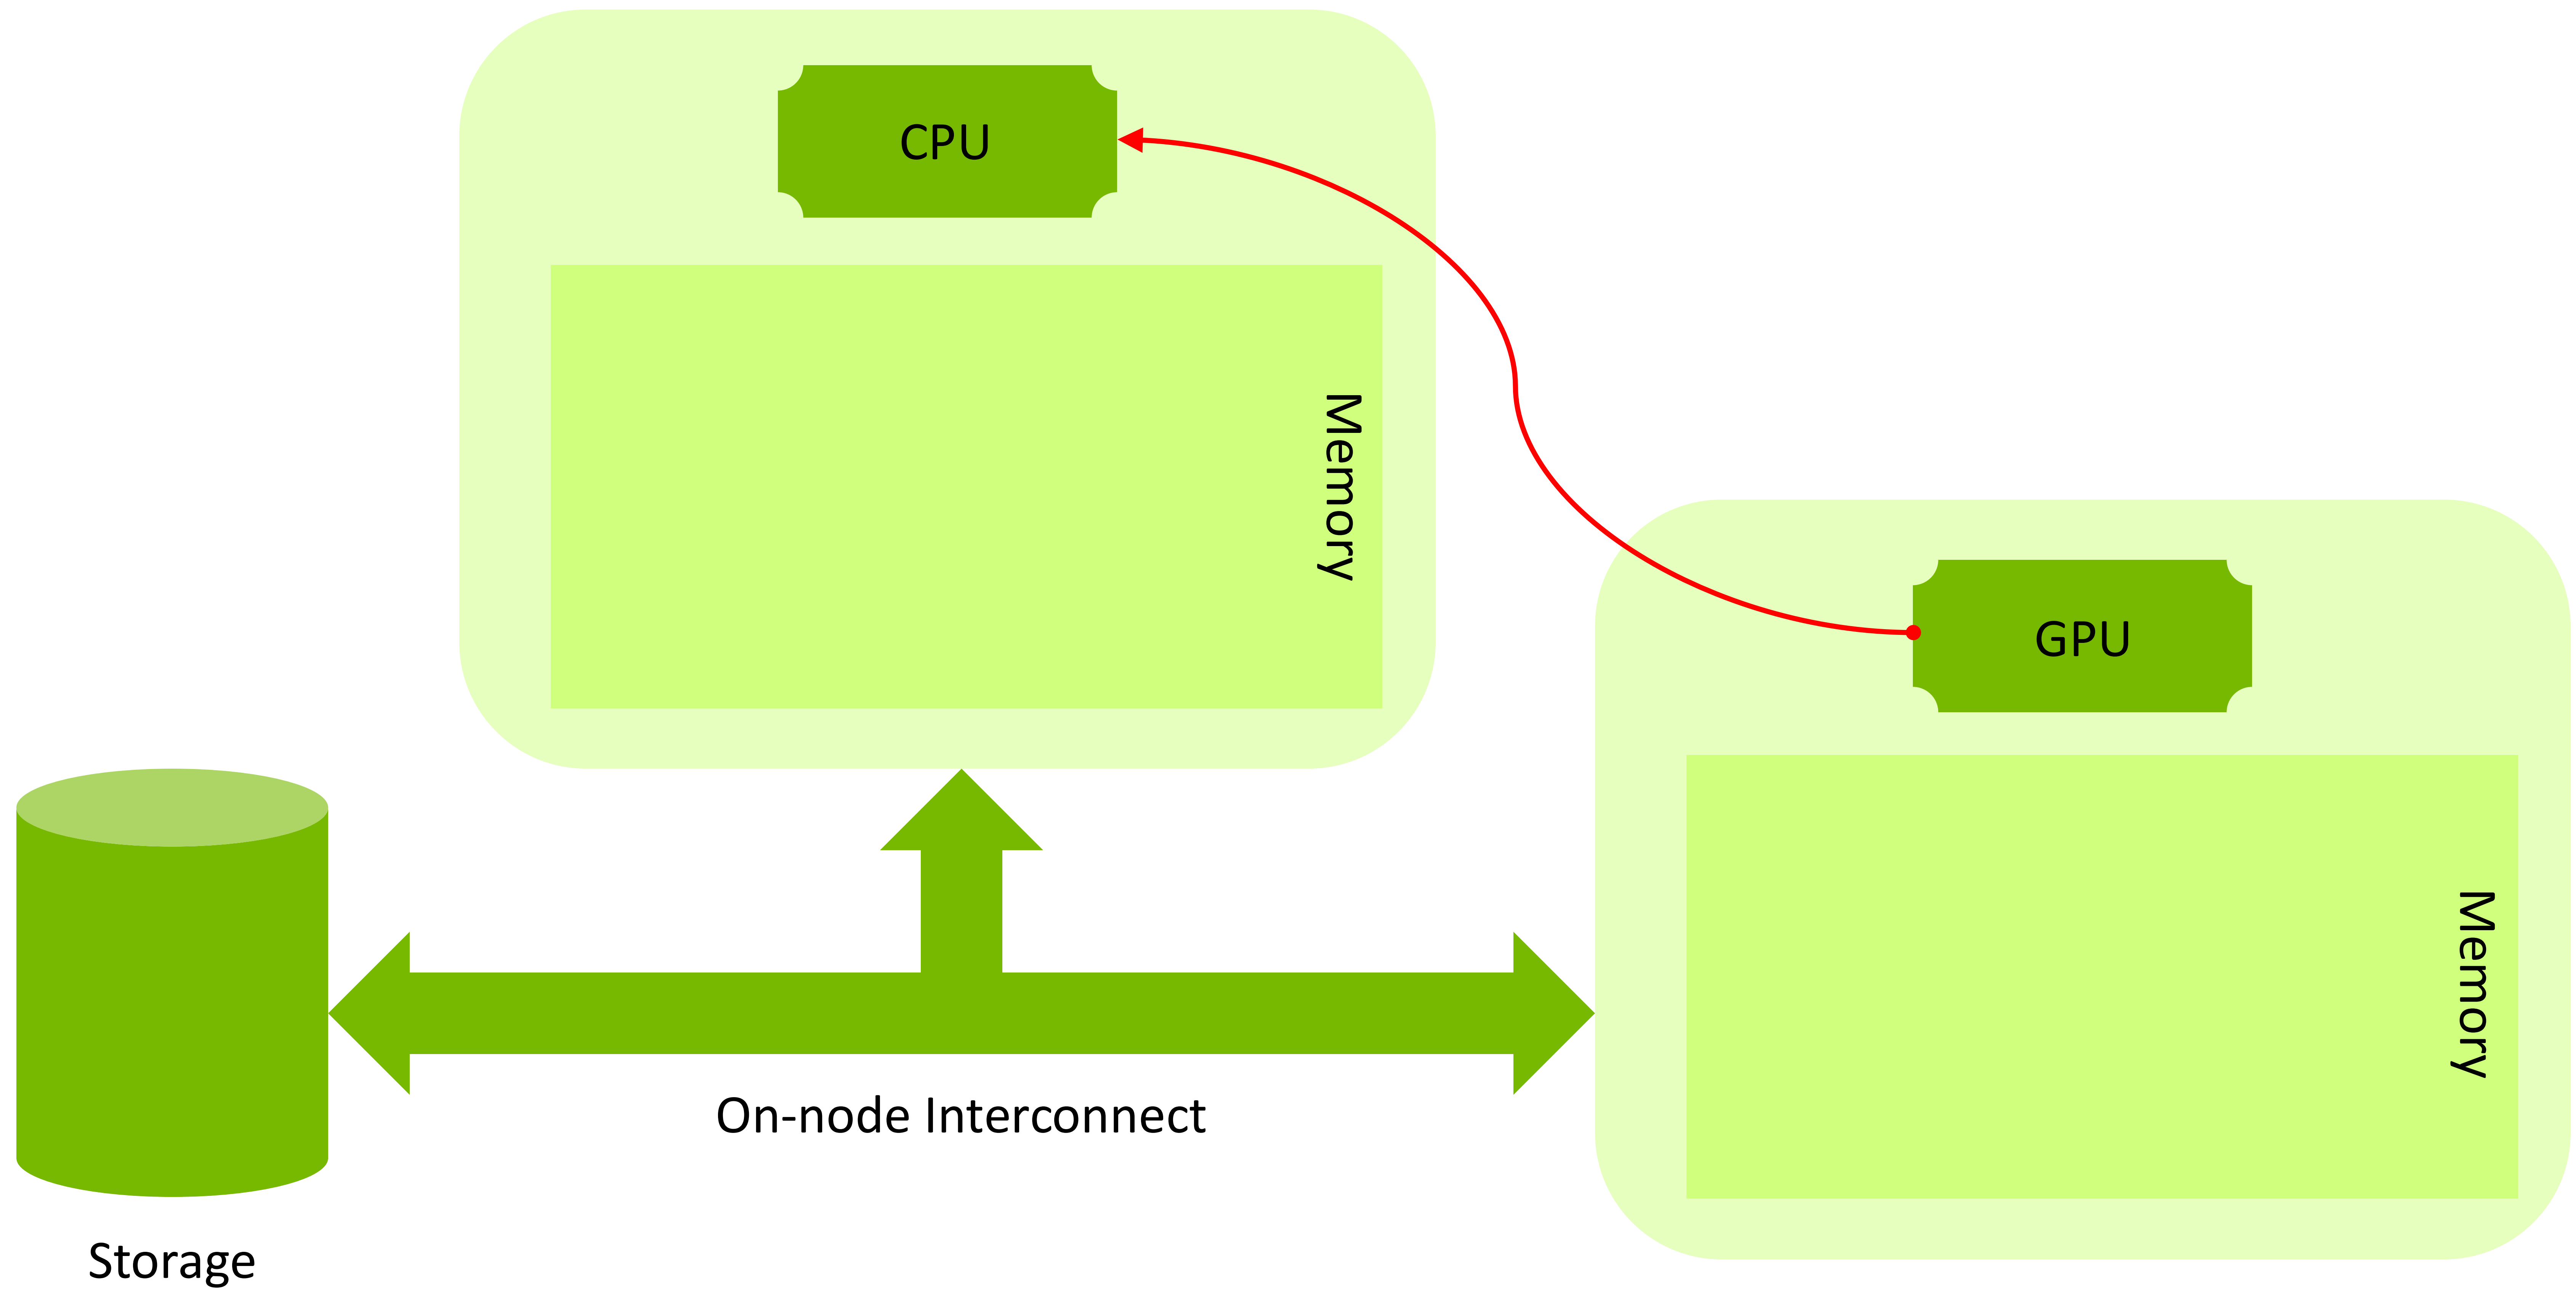 CPU
Memory
GPU
Memory
On-node Interconnect
Storage